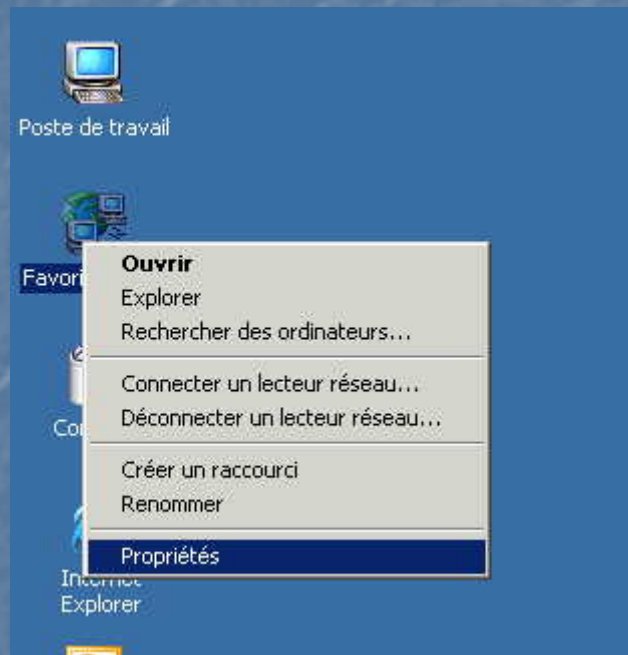 Poste de travail
Favori
Ouvrir
Explorer
Rechercher des ordinateurs...
Connecter un lecteur réseau...
Déconnecter un lecteur réseau...
Créer un raccourci
Renommer
Propriétés
Explorer